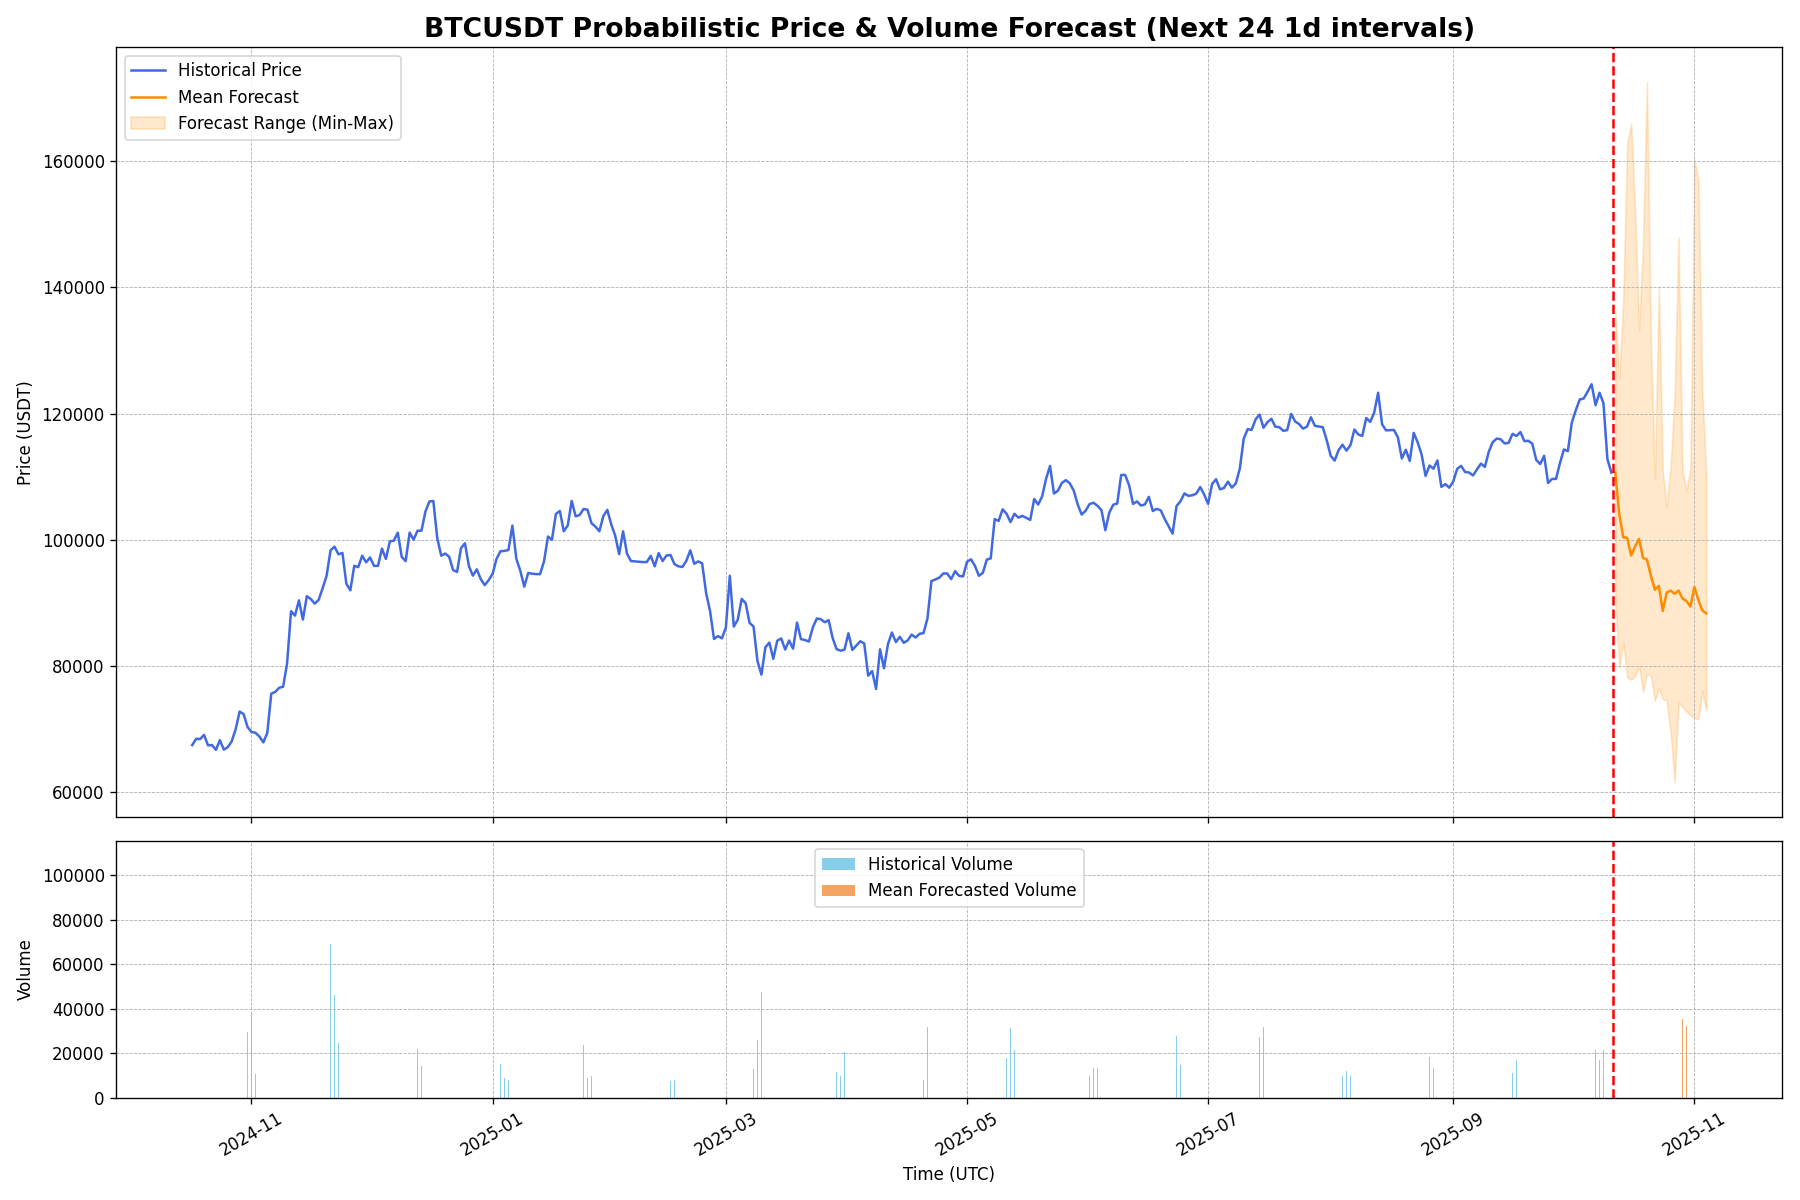 BTCUSDT Probabilistic Price & Volume Forecast (Next 24 1d intervals)
Historical Price
Mean Forecast
Forecast Range (Min-Max)
Price (USDT)
160000
140000
120000
100000
80000
60000
Historical Volume
Mean Forecasted Volume
Volume
100000
80000
60000
40000
20000
0
2024-11
2025-01
2025-03
2025-05
2025-07
2025-09
2025-11
Time (UTC)